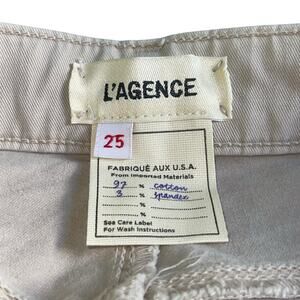 L'AGENCE
25
FABRIQUÉ AUX U.S.A.
From Imported Materials
97 % cotton
3 % spandex
%
%
See Care Label
For Wash Instructions